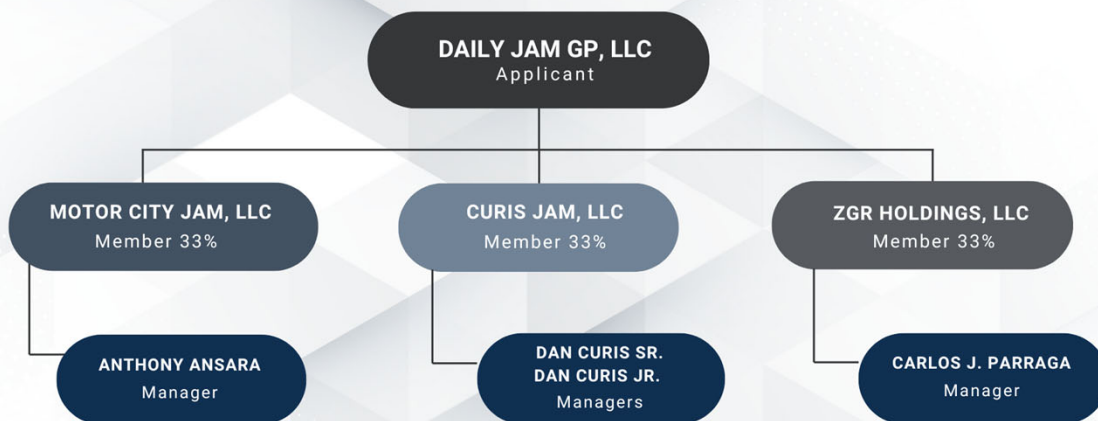 DAILY JAM GP, LLC
Applicant
MOTOR CITY JAM, LLC
Member 33%
CURIS JAM, LLC
Member 33%
ZGR HOLDINGS, LLC
Member 33%
ANTHONY ANSARA
Manager
DAN CURIS SR.
DAN CURIS JR.
Managers
CARLOS J. PARRAGA
Manager